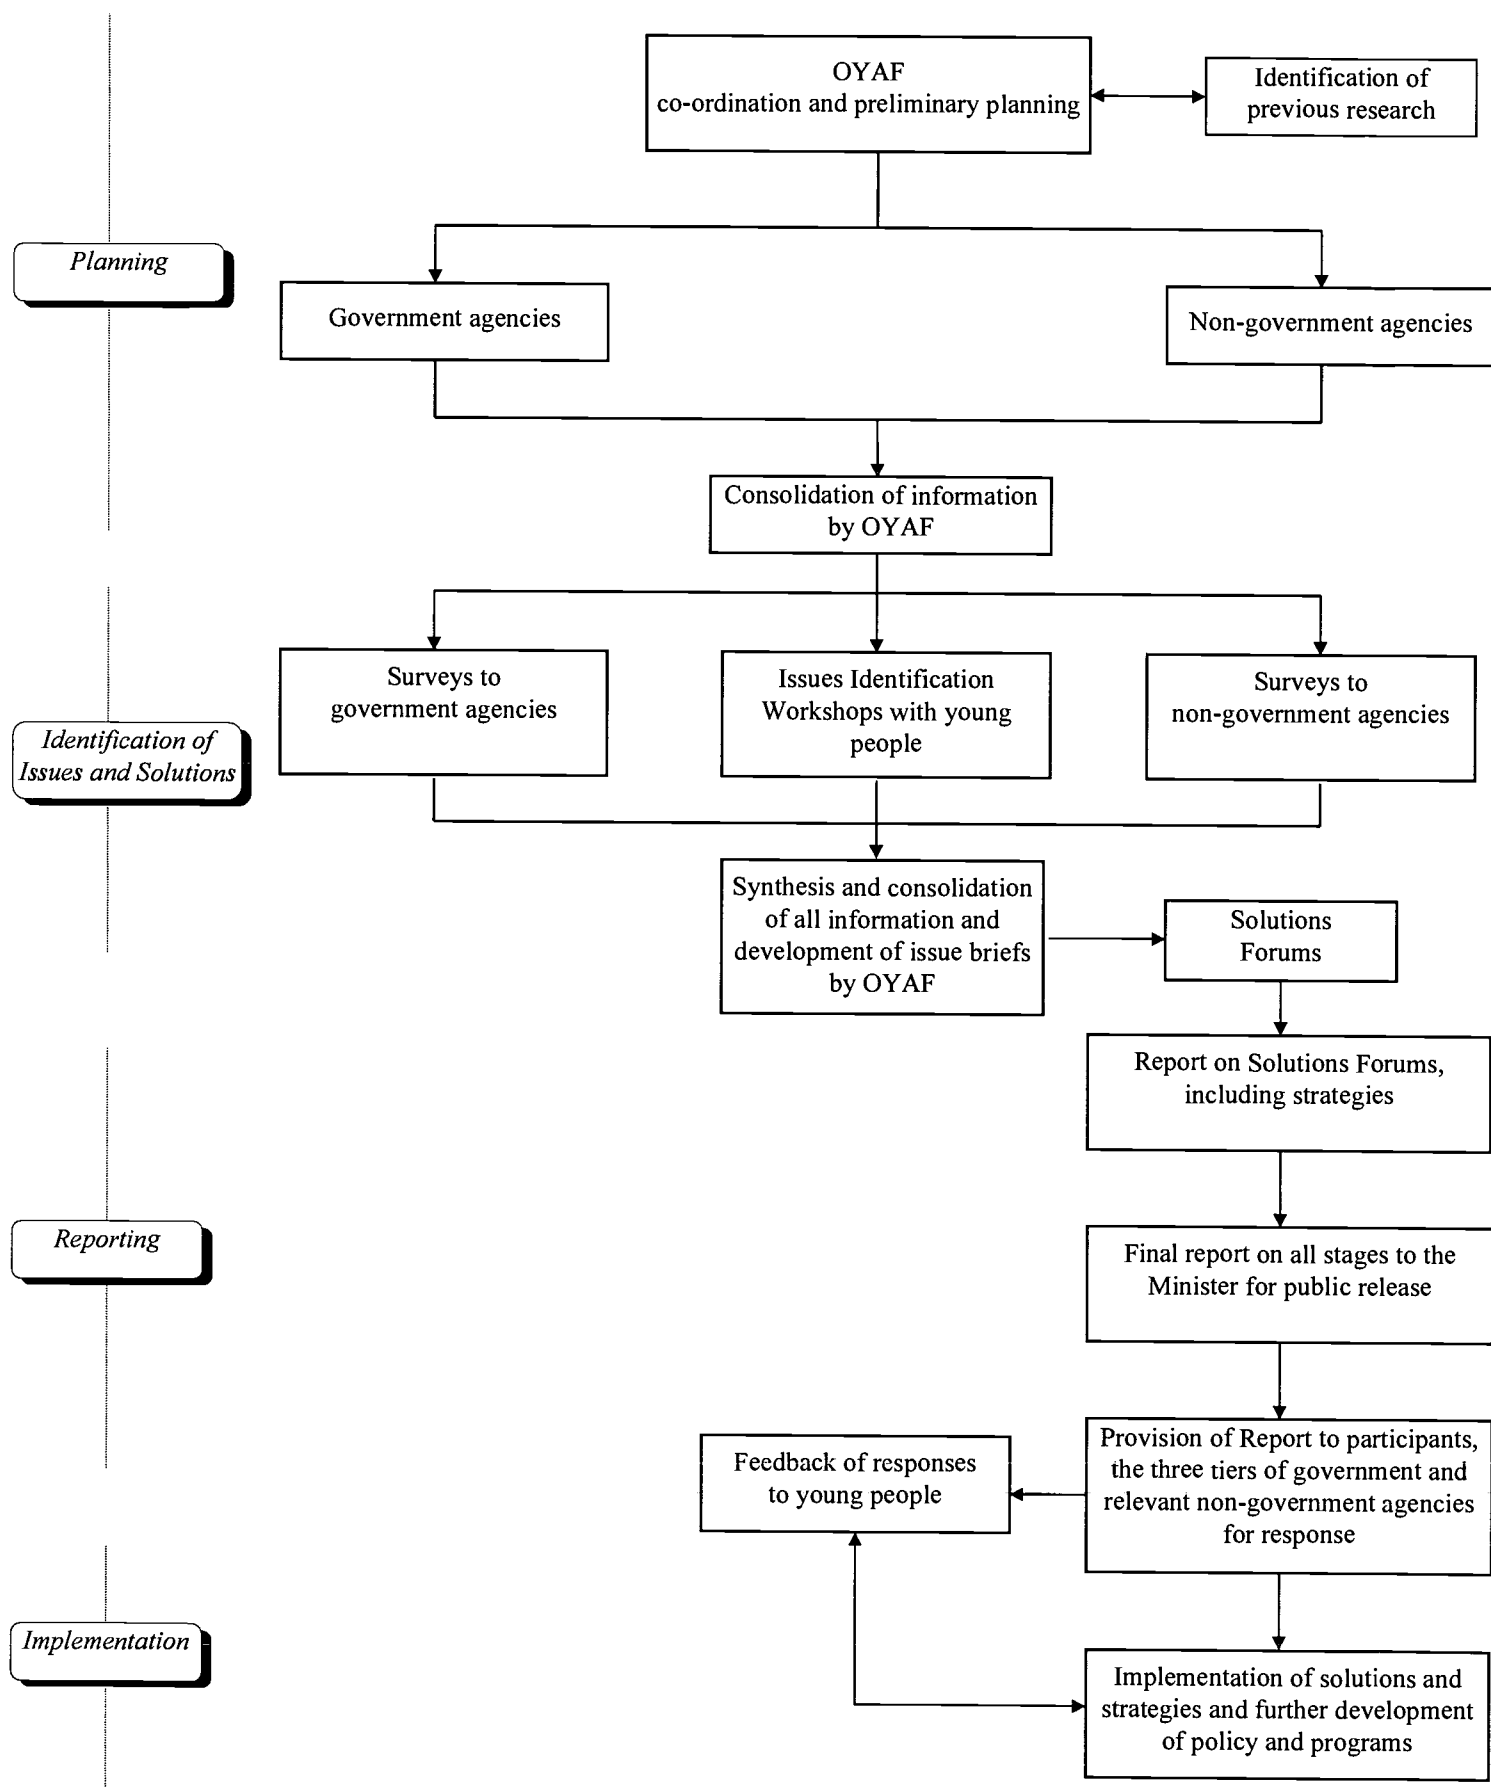 OYAF
co-ordination and preliminary planning
Identification of
previous research
Planning
Government agencies
Non-government agencies
Consolidation of information
by OYAF
Identification of
Issues and Solutions
Surveys to
government agencies
Issues Identification
Workshops with young
people
Surveys to
non-government agencies
Synthesis and consolidation
of all information and
development of issue briefs
by OYAF
Solutions
Forums
Report on Solutions Forums,
including strategies
Reporting
Final report on all stages to the
Minister for public release
Provision of Report to participants,
the three tiers of government and
relevant non-government agencies
for response
Feedback of responses
to young people
Implementation
Implementation of solutions and
strategies and further development
of policy and programs